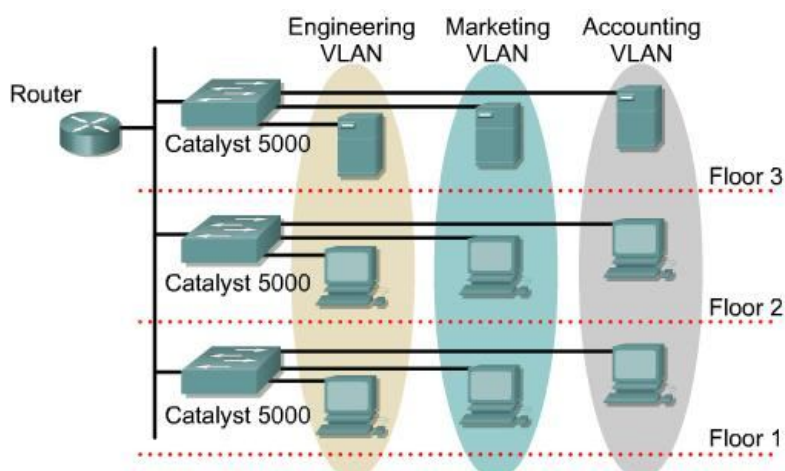 Engineering
VLAN
Marketing
VLAN
Accounting
VLAN
Router
Catalyst 5000
Floor 3
Catalyst 5000
Floor 2
Catalyst 5000
Floor 1